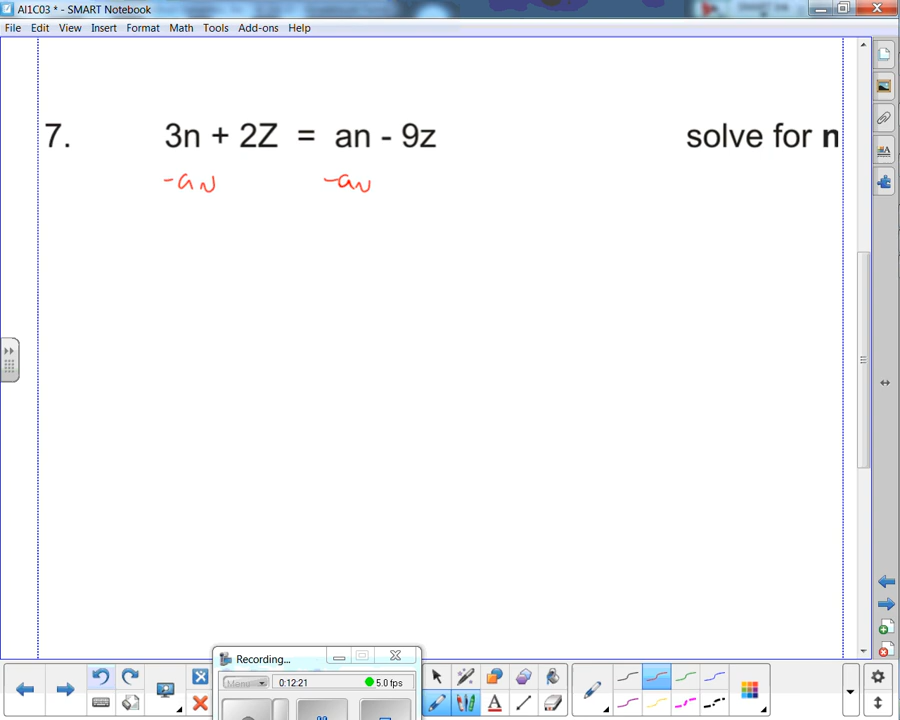 AI1C03 * - SMART Notebook
File Edit View Insert Format Math Tools Add-ons Help
7. 3n + 2Z = an - 9z solve for n
-an -an
Recording...
Menu 0:12:21 5.0 fps